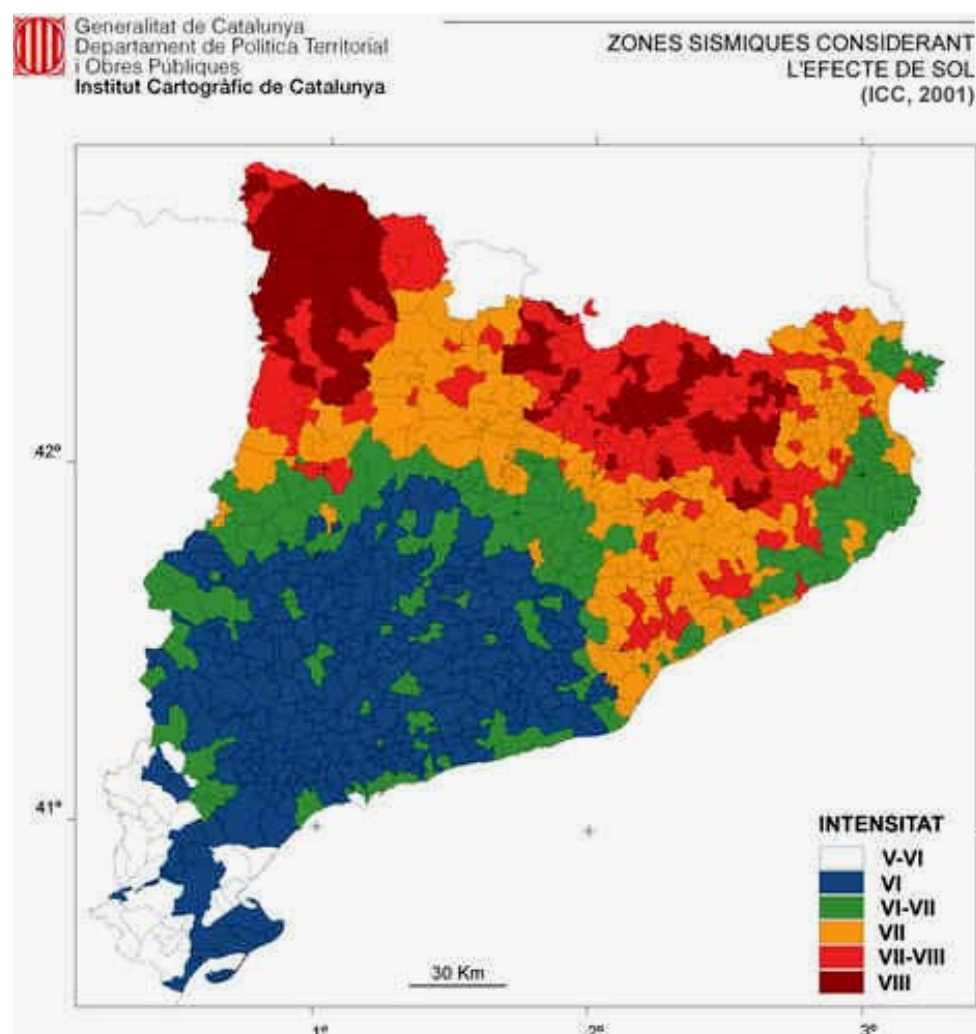 Generalitat de Catalunya
Departament de Política Territorial
i Obres Públiques
Institut Cartogràfic de Catalunya
ZONES SISMIQUES CONSIDERANT
L'EFECTE DE SOL
(ICC, 2001)
42º
41º
INTENSITAT
V-VI
VI
VI-VII
VII
VII-VIII
VIII
30 Km
1º
2º
3º